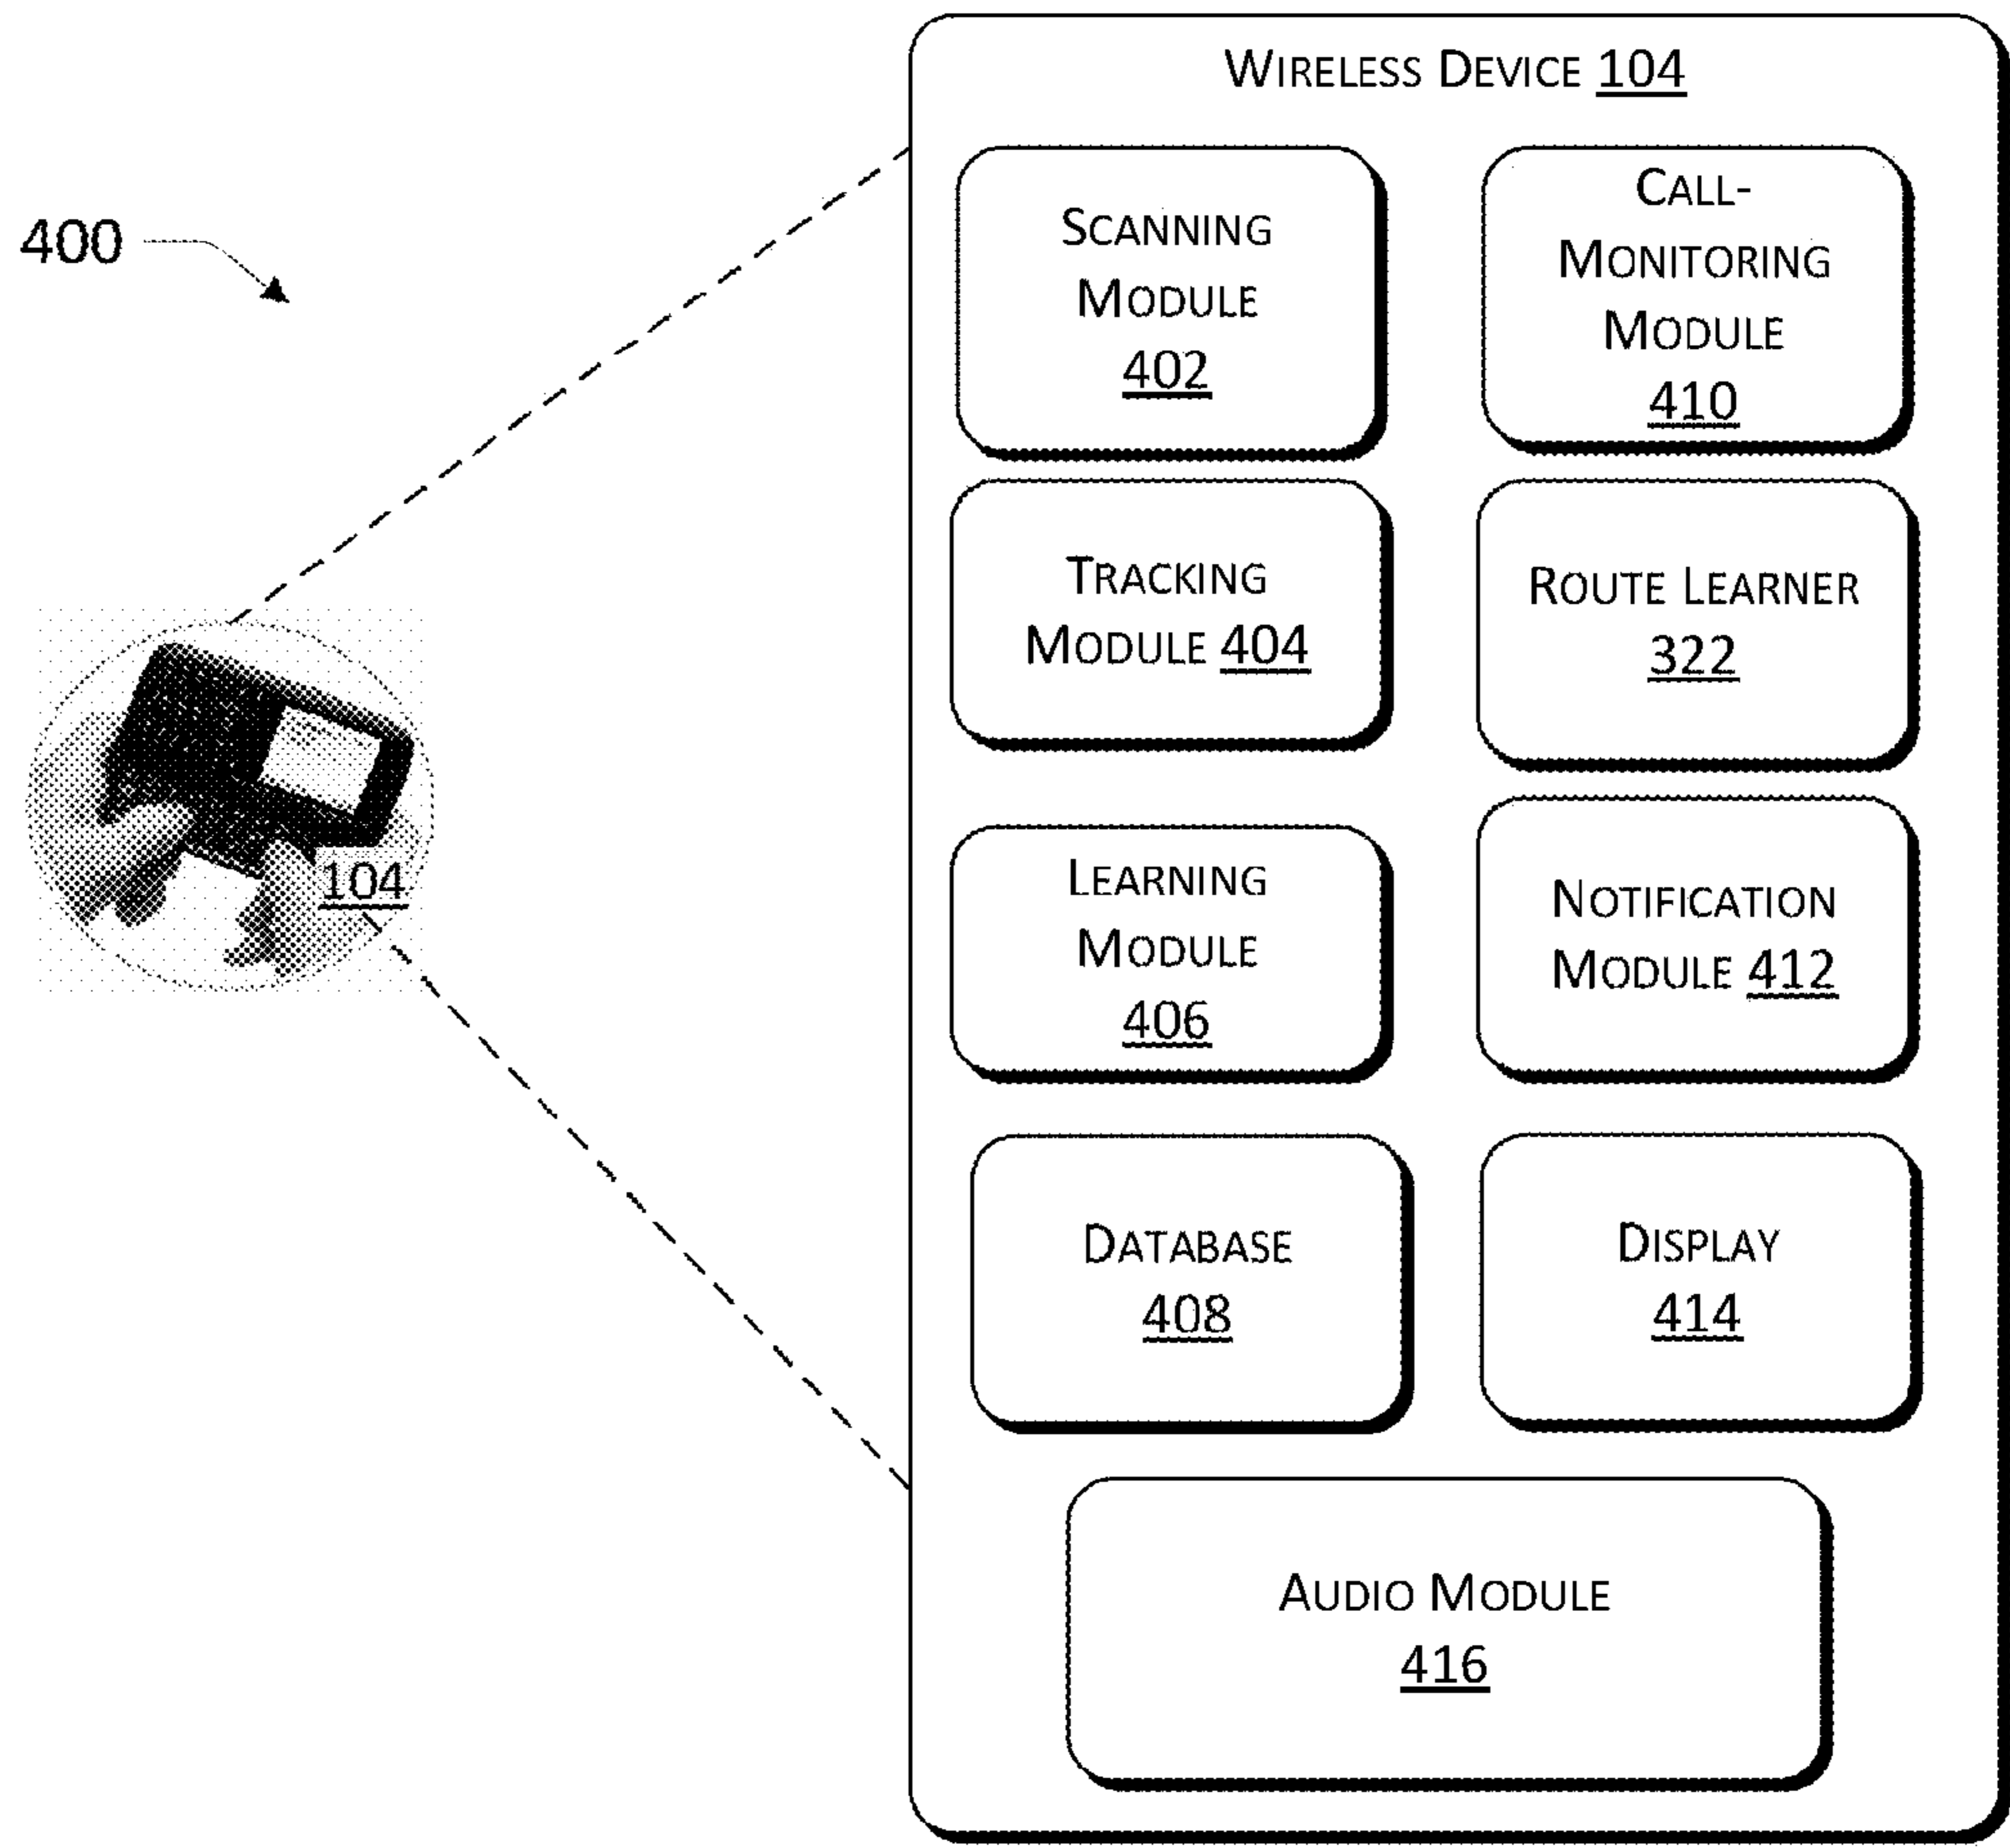 400
104
WIRELESS DEVICE 104
SCANNING
MODULE
402
CALL-
MONITORING
MODULE
410
TRACKING
MODULE 404
ROUTE LEARNER
322
LEARNING
MODULE
406
NOTIFICATION
MODULE 412
DATABASE
408
DISPLAY
414
AUDIO MODULE
416